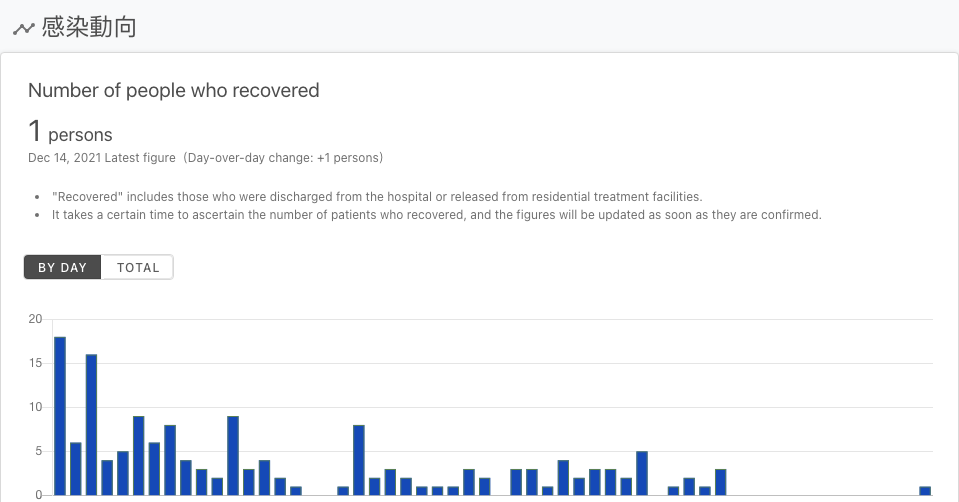 感染動向
Number of people who recovered
1 persons
Dec 14, 2021 Latest figure (Day-over-day change: +1 persons)
• "Recovered" includes those who were discharged from the hospital or released from residential treatment facilities.
• It takes a certain time to ascertain the number of patients who recovered, and the figures will be updated as soon as they are confirmed.
BY DAY TOTAL
20
15
10
5
0